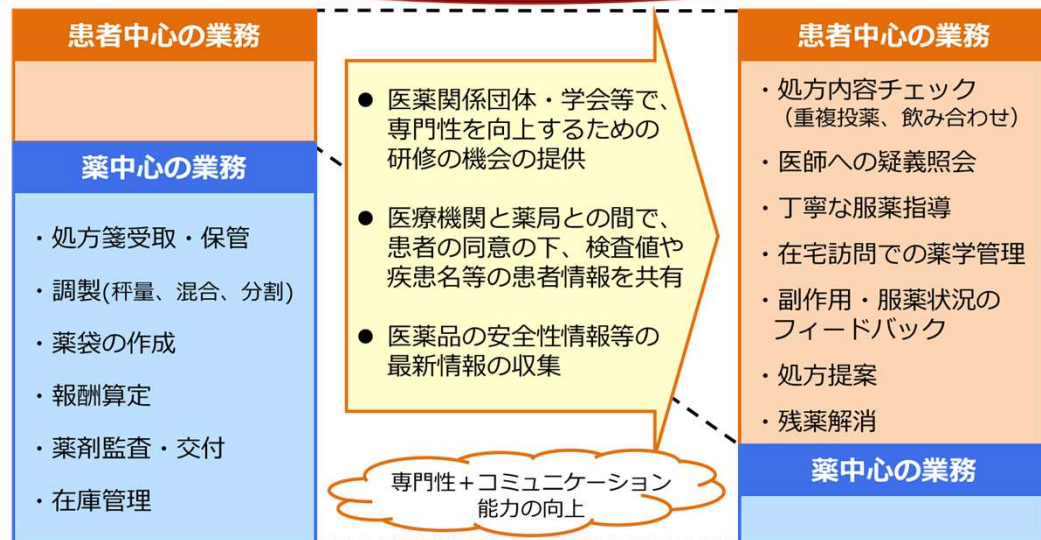 患者中心の業務
薬中心の業務
・処方箋受取・保管
・調製(秤量、混合、分割)
・薬袋の作成
・報酬算定
・薬剤監査・交付
・在庫管理
● 医薬関係団体・学会等で、
専門性を向上するための
研修の機会の提供
● 医療機関と薬局との間で、
患者の同意の下、検査値や
疾患名等の患者情報を共有
● 医薬品の安全性情報等の
最新情報の収集
専門性+コミュニケーション
能力の向上
患者中心の業務
・処方内容チェック
(重複投薬、飲み合わせ)
・医師への疑義照会
・丁寧な服薬指導
・在宅訪問での薬学管理
・副作用・服薬状況の
フィードバック
・処方提案
・残薬解消
薬中心の業務